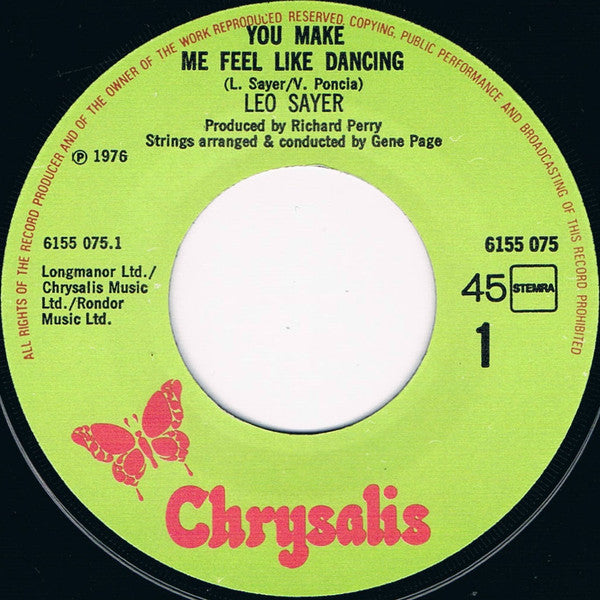 ALL RIGHTS OF THE RECORD PRODUCER AND OF THE OWNER OF THE WORK REPRODUCED RESERVED. COPYING, PUBLIC PERFORMANCE AND BROADCASTING OF THIS RECORD PROHIBITED
YOU MAKE
ME FEEL LIKE DANCING
(L. Sayer/V. Poncia)
LEO SAYER
Produced by Richard Perry
Strings arranged & conducted by Gene Page
℗ 1976
6155 075.1
6155 075
Longmanor Ltd./
Chrysalis Music
Ltd./Rondor
Music Ltd.
45 STEMRA
1
Chrysalis